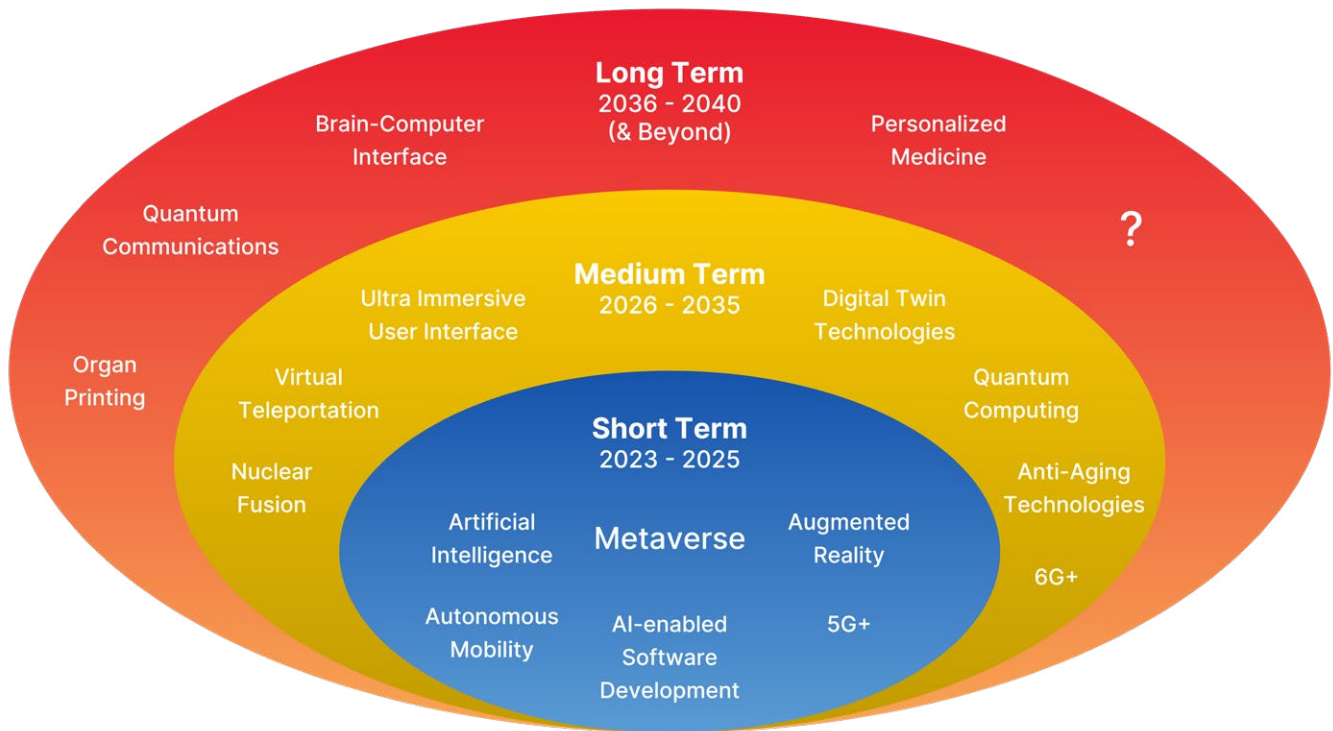 Long Term
2036 - 2040
(& Beyond)
Brain-Computer
Interface
Personalized
Medicine
Quantum
Communications
?
Organ
Printing
Medium Term
2026 - 2035
Ultra Immersive
User Interface
Digital Twin
Technologies
Virtual
Teleportation
Quantum
Computing
Nuclear
Fusion
Anti-Aging
Technologies
6G+
Short Term
2023 - 2025
Artificial
Intelligence
Metaverse
Augmented
Reality
Autonomous
Mobility
AI-enabled
Software
Development
5G+